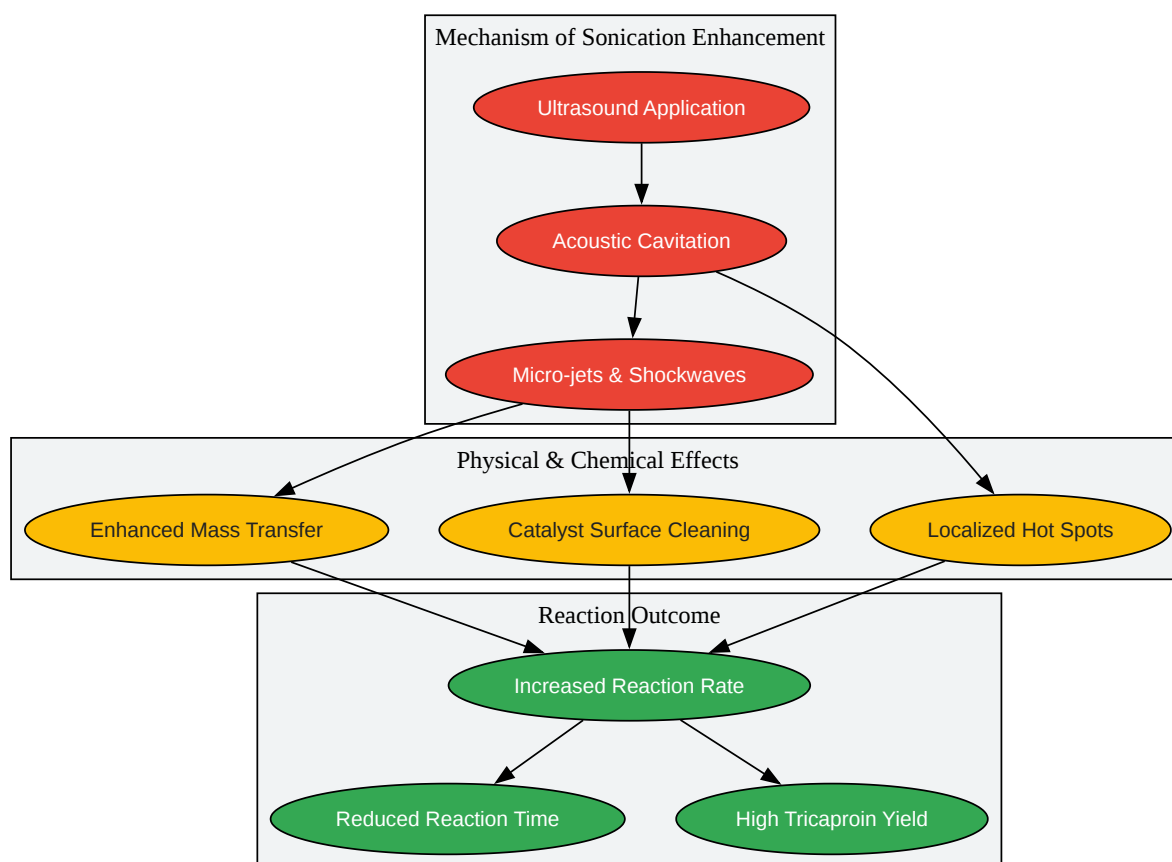 Mechanism of Sonication Enhancement
Ultrasound Application
Acoustic Cavitation
Micro-jets & Shockwaves
Physical & Chemical Effects
Enhanced Mass Transfer
Catalyst Surface Cleaning
Localized Hot Spots
Reaction Outcome
Increased Reaction Rate
Reduced Reaction Time
High Tricaproin Yield